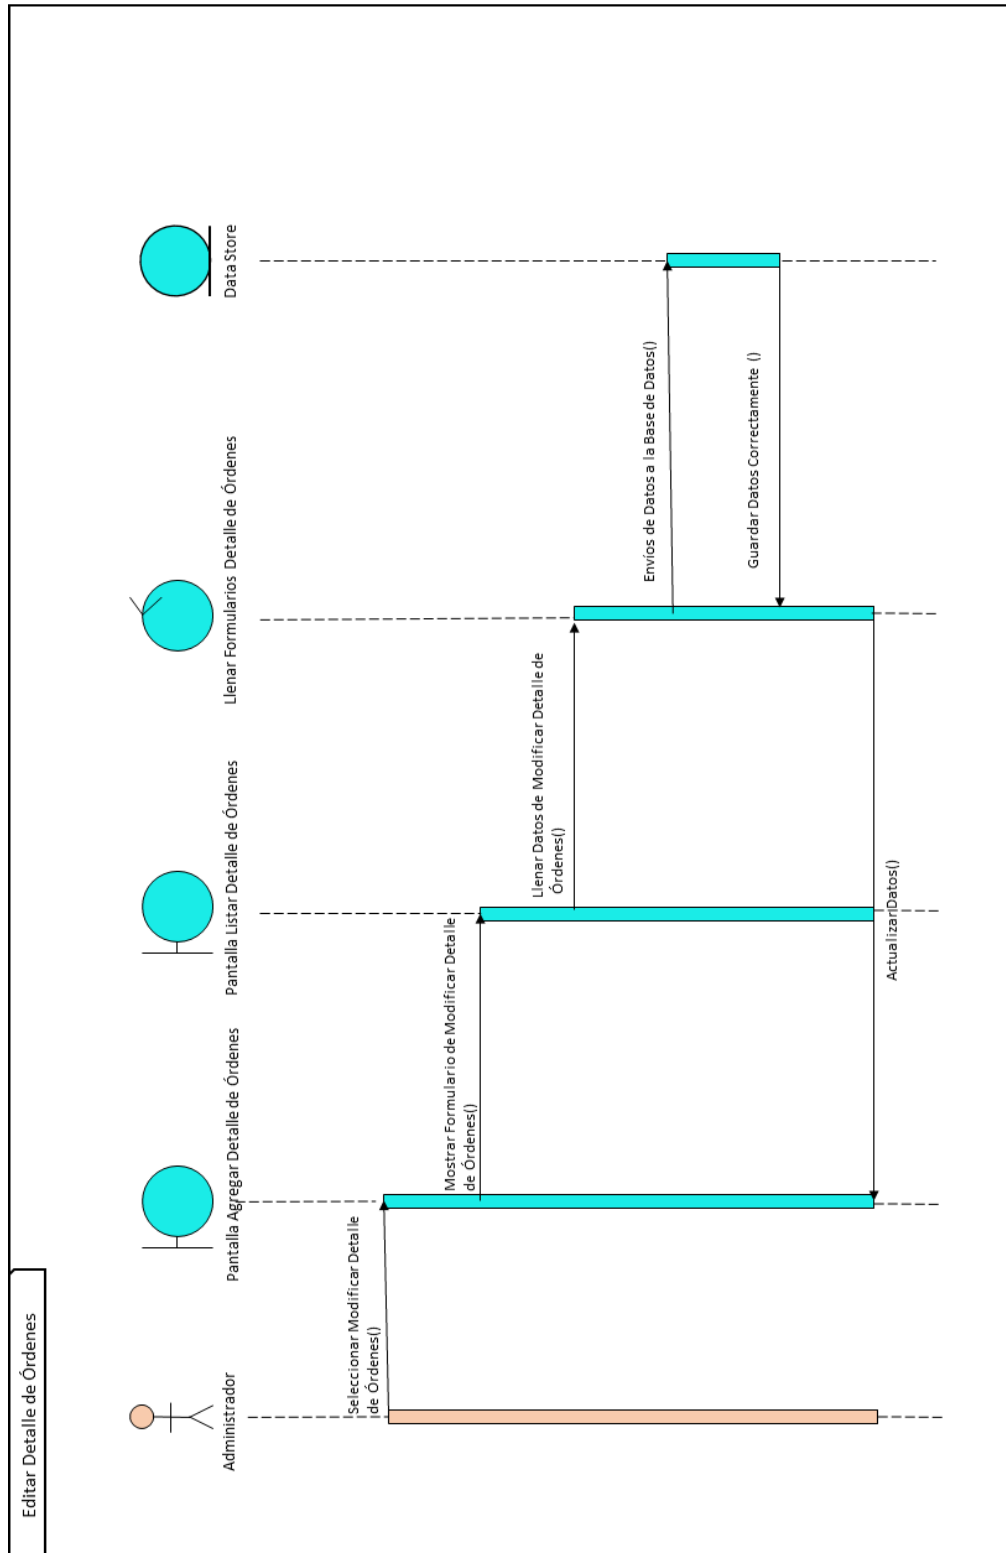 Editar Detalle de Órdenes
Administrador
Pantalla Agregar Detalle de Órdenes
Pantalla Listar Detalle de Órdenes
Llenar Formularios Detalle de Órdenes
Data Store
Seleccionar Modificar Detalle
de Órdenes()
Mostrar Formulario de Modificar Detalle
de Órdenes()
Llenar Datos de Modificar Detalle de
Órdenes()
Envíos de Datos a la Base de Datos()
Guardar Datos Correctamente ()
Actualizar Datos()